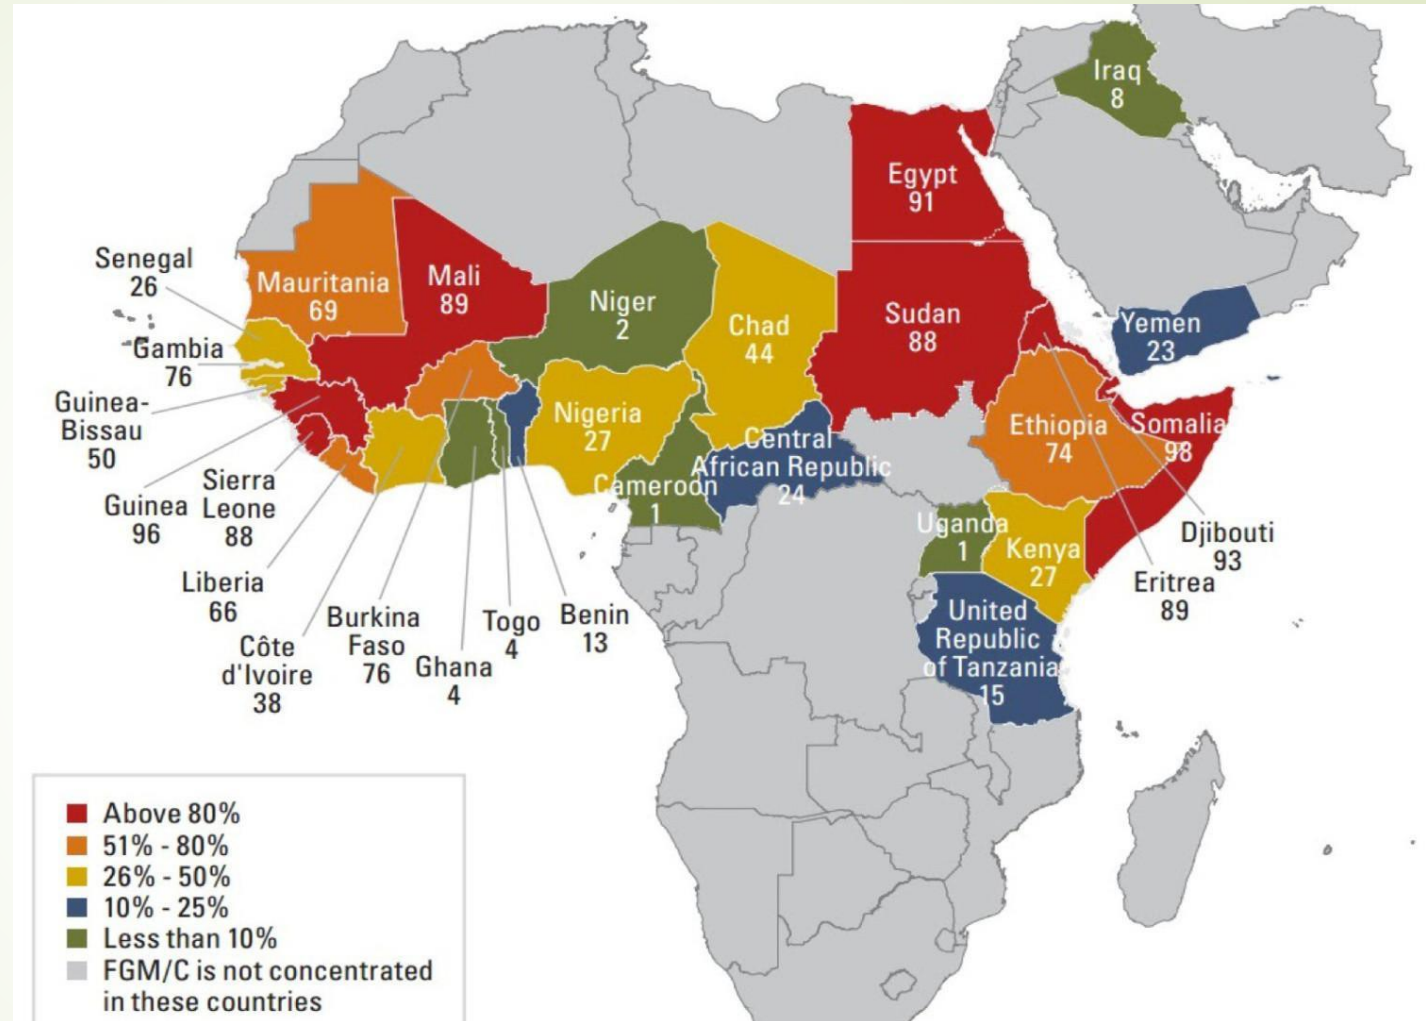 Iraq
8
Egypt
91
Senegal
26
Mauritania
69
Mali
89
Niger
2
Chad
44
Sudan
88
Yemen
23
Gambia
76
Guinea-
Bissau
50
Nigeria
27
Ethiopia
74
Somalia
98
Central
African Republic
24
Cameroon
1
Guinea
96
Sierra
Leone
88
Uganda
1
Kenya
27
Djibouti
93
Eritrea
89
Liberia
66
Côte
d'Ivoire
38
Burkina
Faso
76
Ghana
4
Togo
4
Benin
13
United
Republic
of Tanzania
15
Above 80%
51% - 80%
26% - 50%
10% - 25%
Less than 10%
FGM/C is not concentrated
in these countries